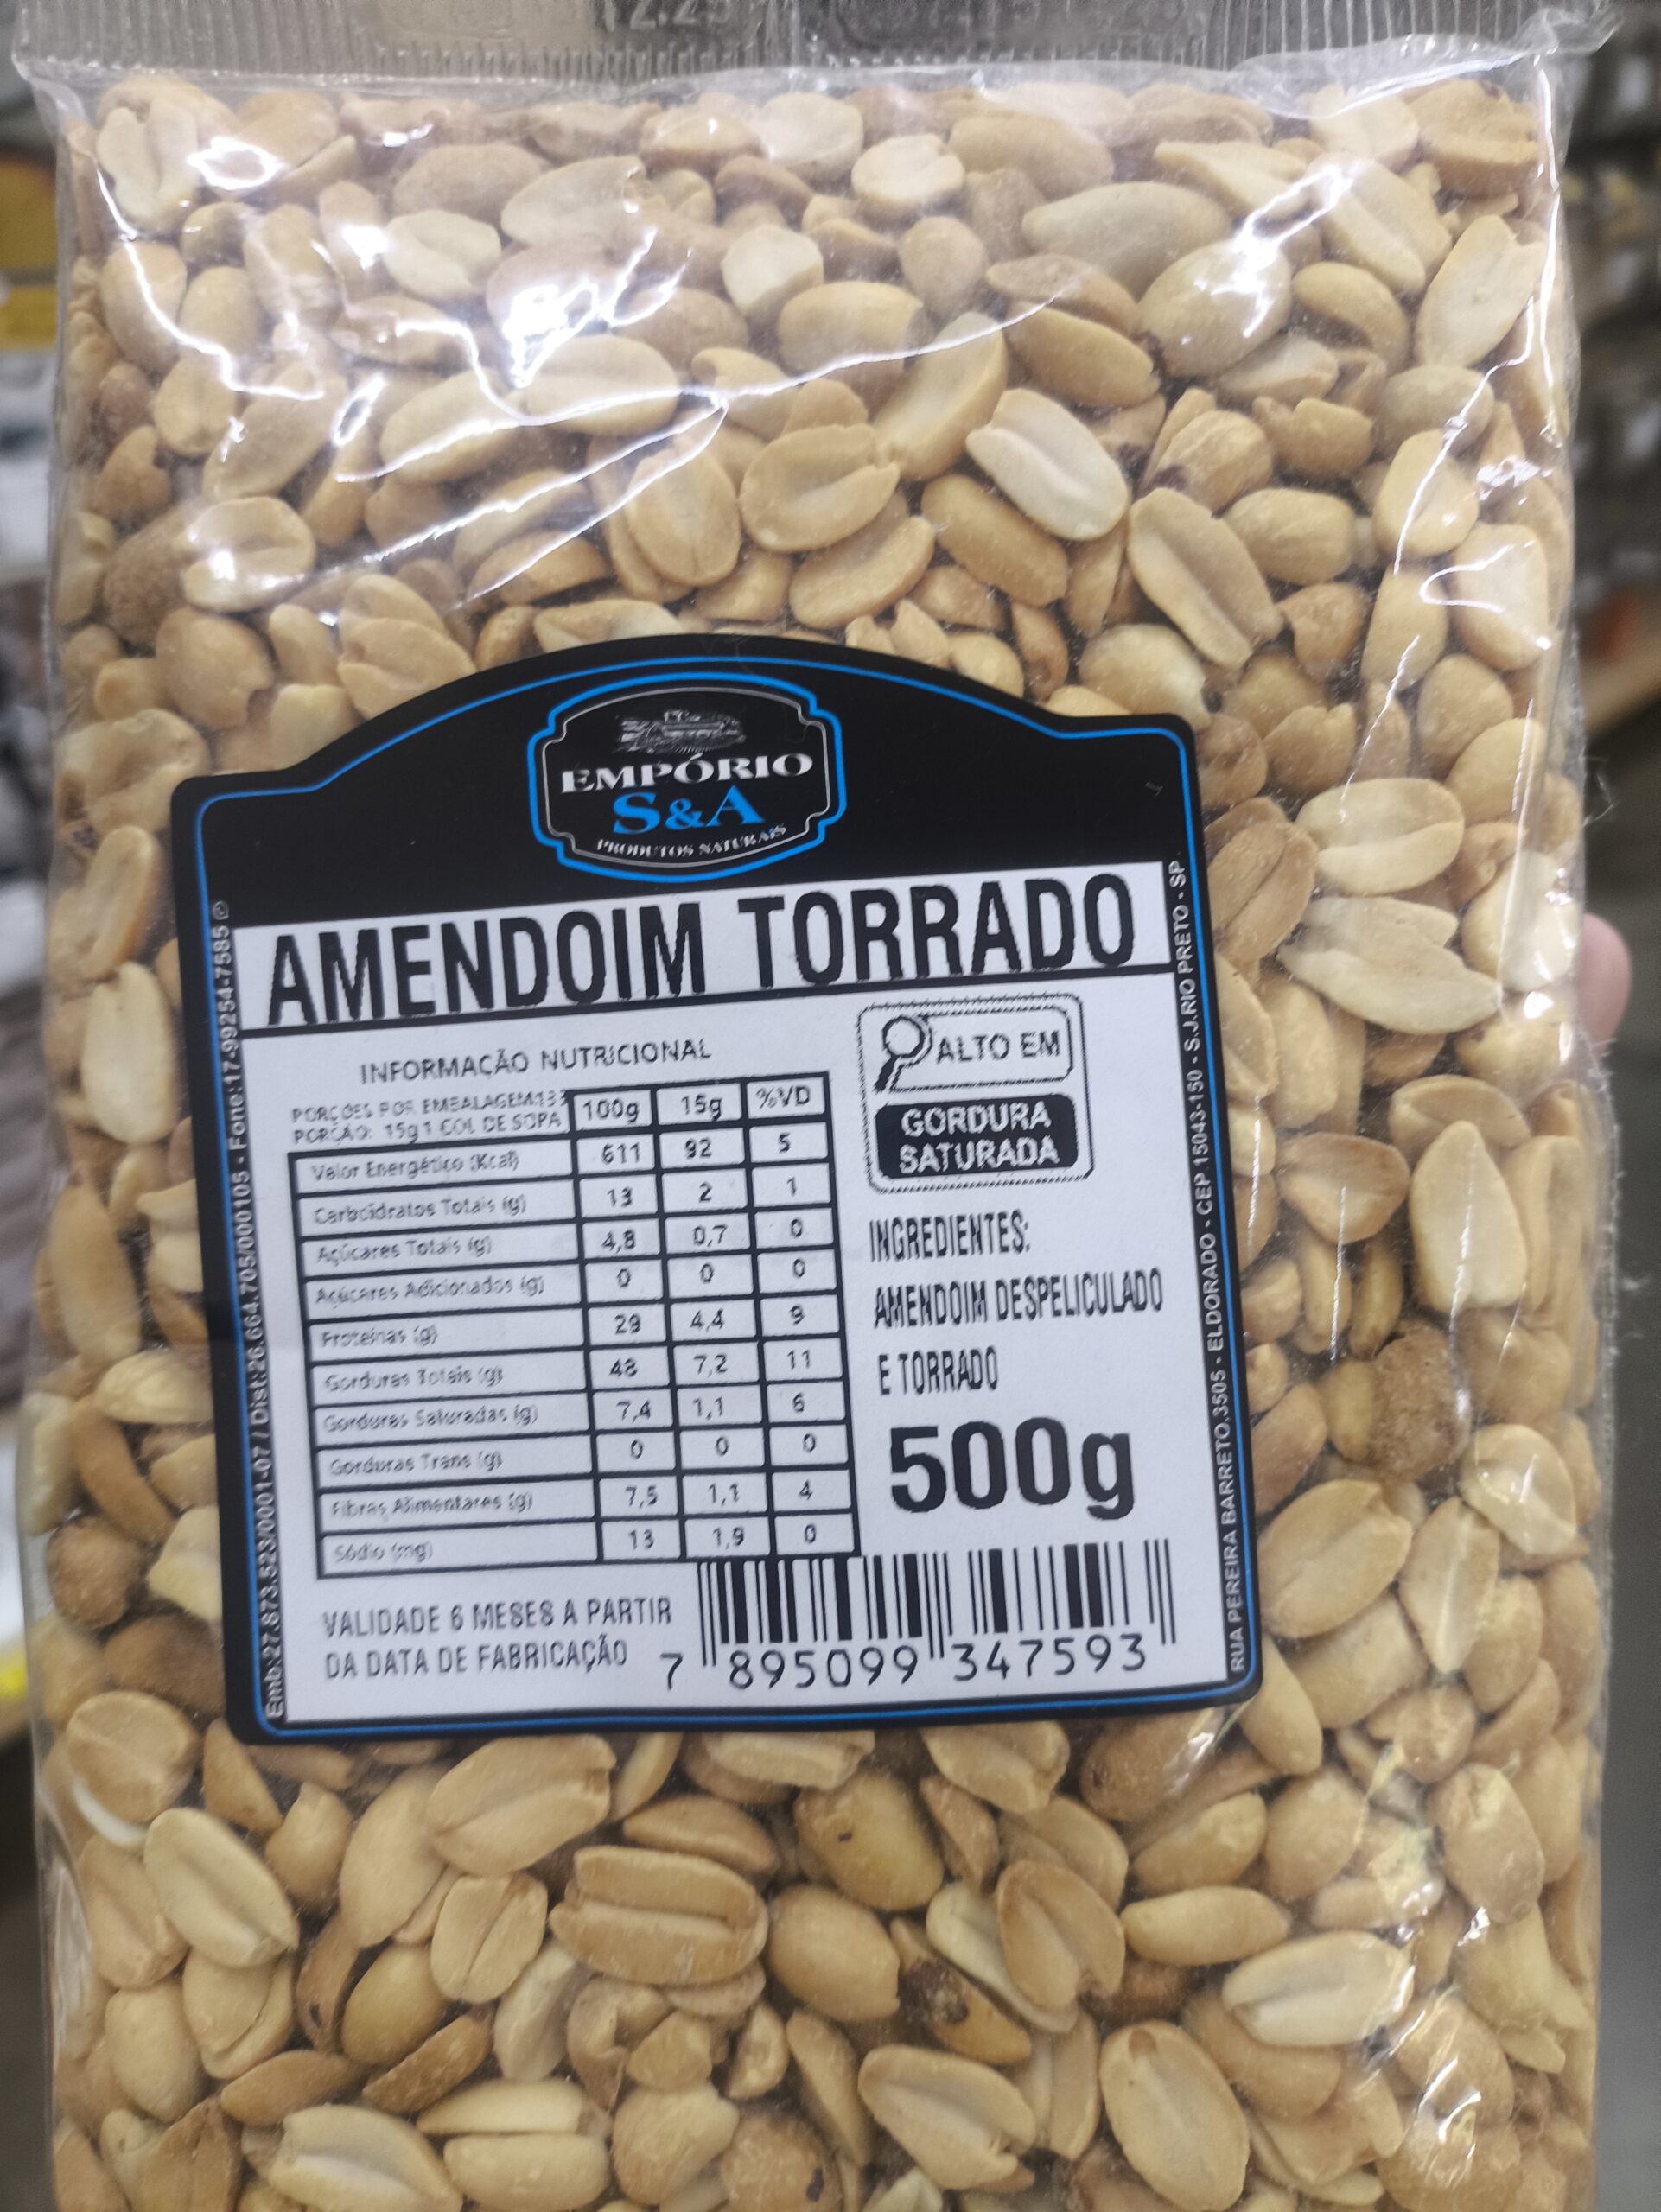 12.25
EMPÓRIO
S&A
PRODUTOS NATURAIS
AMENDOIM TORRADO
INFORMAÇÃO NUTRICIONAL
PORÇÕES POR EMBALAGEM:
PORÇÃO: 15g 1 COL DE SOPA
100g 15g %VD
Valor Energético (Kcal) 611 92 5
Carboidratos Totais (g) 13 2 1
Açúcares Totais (g) 4,8 0,7 0
Açúcares Adicionados (g) 0 0 0
Proteínas (g) 29 4,4 9
Gorduras Totais (g) 48 7,2 11
Gorduras Saturadas (g) 7,4 1,1 6
Gorduras Trans (g) 0 0 0
Fibras Alimentares (g) 7,5 1,1 4
Sódio (mg) 13 1,9 0
ALTO EM
GORDURA
SATURADA
INGREDIENTES:
AMENDOIM DESPELICULADO
E TORRADO
500g
VALIDADE 6 MESES A PARTIR
DA DATA DE FABRICAÇÃO
7 895099 347593
Emb:27.873.523/0001-07 / Dist:26.664.705/000105 - Fone:17-99254-7585
RUA PEREIRA BARRETO,3505 - ELDORADO - CEP 15043-150 - S.J.RIO PRETO - SP